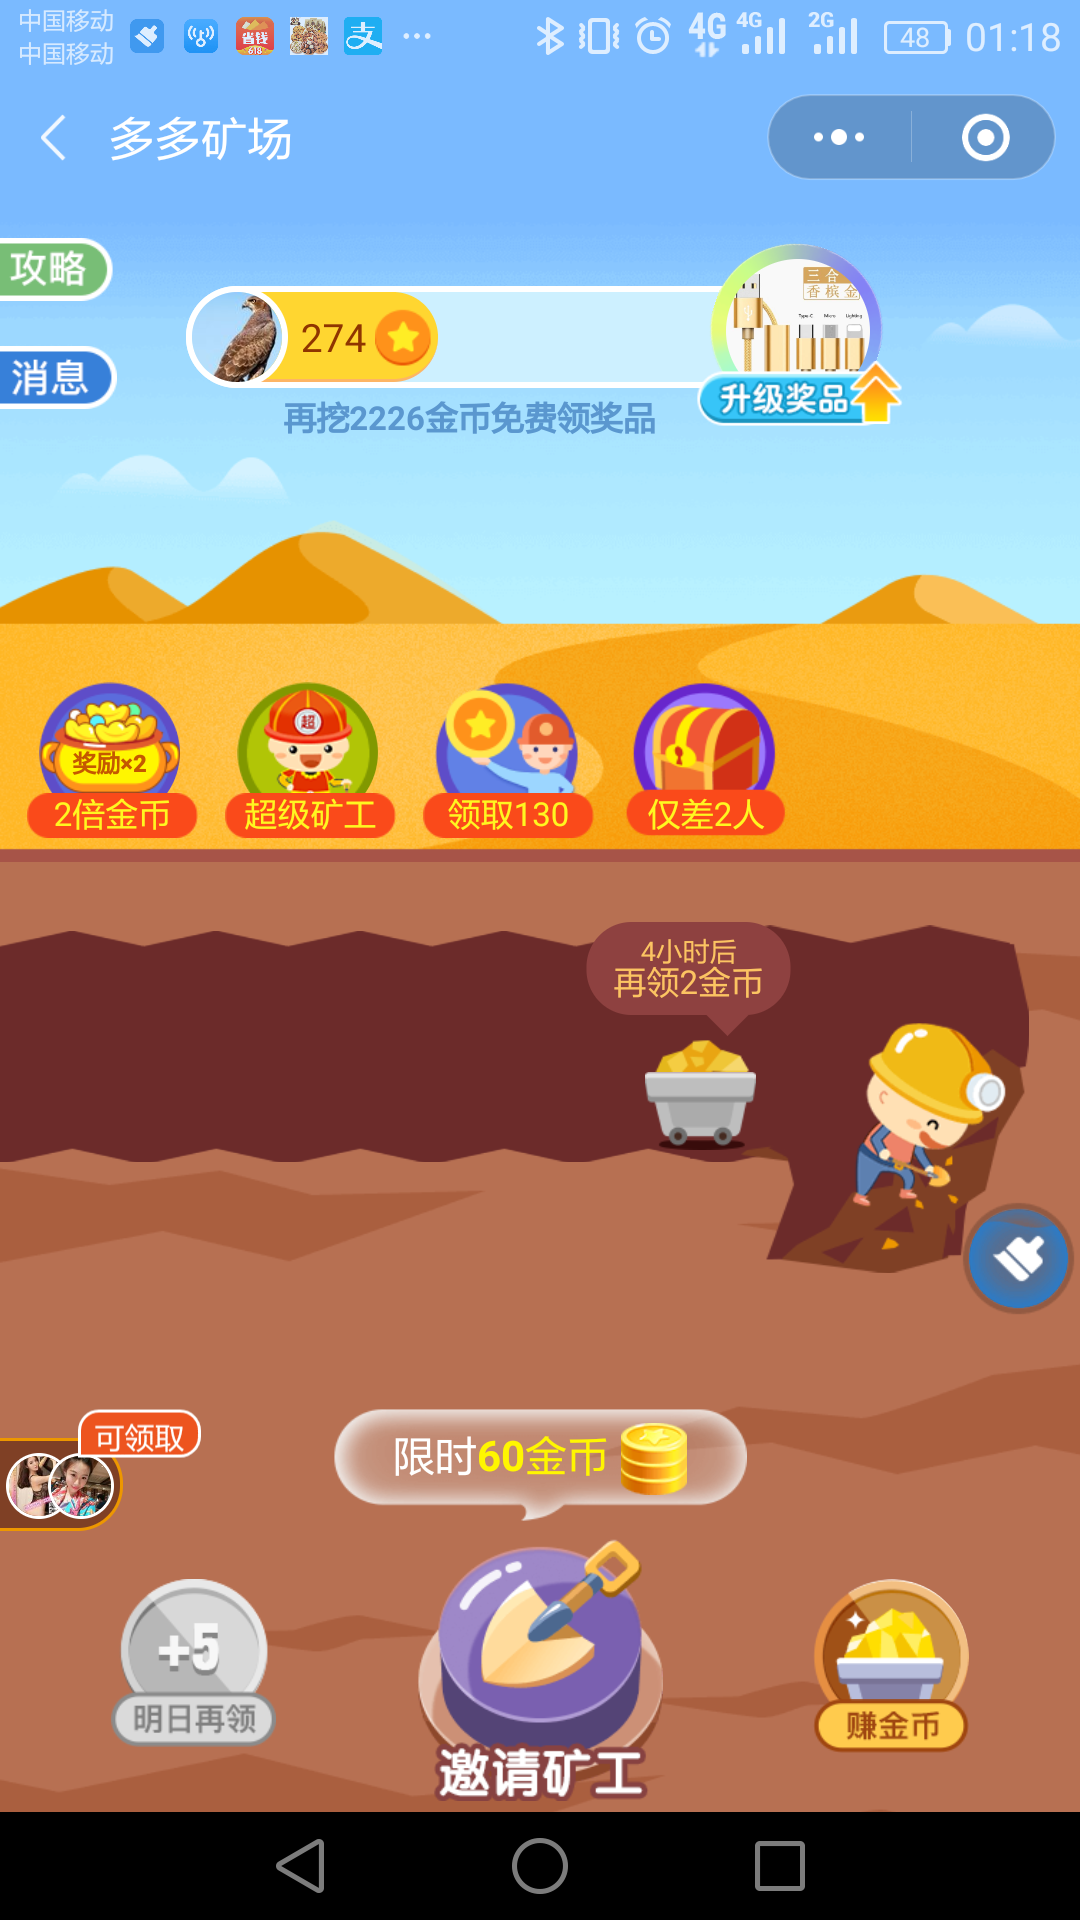 中国移动
中国移动
省钱
618
支
4G
4G
2G
48
01:18
多多矿场
攻略
消息
274
三合
香槟金
Type-C
Micro
Lighting
升级奖品
再挖2226金币免费领奖品
奖励×2
超
2倍金币
超级矿工
领取130
仅差2人
4小时后
再领2金币
可领取
限时60金币
+5
明日再领
邀请矿工
赚金币